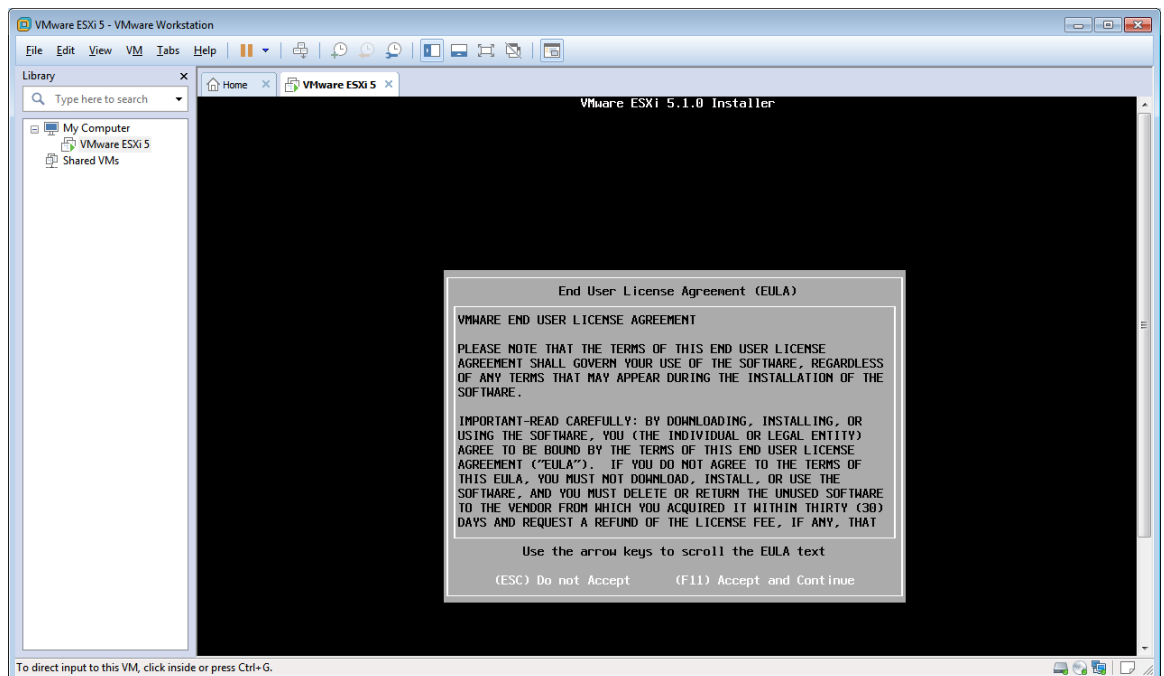 VMware ESXi 5 - VMware Workstation
File Edit View VM Tabs Help
Library
Type here to search
My Computer
VMware ESXi 5
Shared VMs
Home
VMware ESXi 5
VMware ESXi 5.1.0 Installer
End User License Agreement (EULA)
VMWARE END USER LICENSE AGREEMENT
PLEASE NOTE THAT THE TERMS OF THIS END USER LICENSE
AGREEMENT SHALL GOVERN YOUR USE OF THE SOFTWARE, REGARDLESS
OF ANY TERMS THAT MAY APPEAR DURING THE INSTALLATION OF THE
SOFTWARE.
IMPORTANT-READ CAREFULLY: BY DOWNLOADING, INSTALLING, OR
USING THE SOFTWARE, YOU (THE INDIVIDUAL OR LEGAL ENTITY)
AGREE TO BE BOUND BY THE TERMS OF THIS END USER LICENSE
AGREEMENT ("EULA"). IF YOU DO NOT AGREE TO THE TERMS OF
THIS EULA, YOU MUST NOT DOWNLOAD, INSTALL, OR USE THE
SOFTWARE, AND YOU MUST DELETE OR RETURN THE UNUSED SOFTWARE
TO THE VENDOR FROM WHICH YOU ACQUIRED IT WITHIN THIRTY (30)
DAYS AND REQUEST A REFUND OF THE LICENSE FEE, IF ANY, THAT
Use the arrow keys to scroll the EULA text
(ESC) Do not Accept (F11) Accept and Continue
To direct input to this VM, click inside or press Ctrl+G.